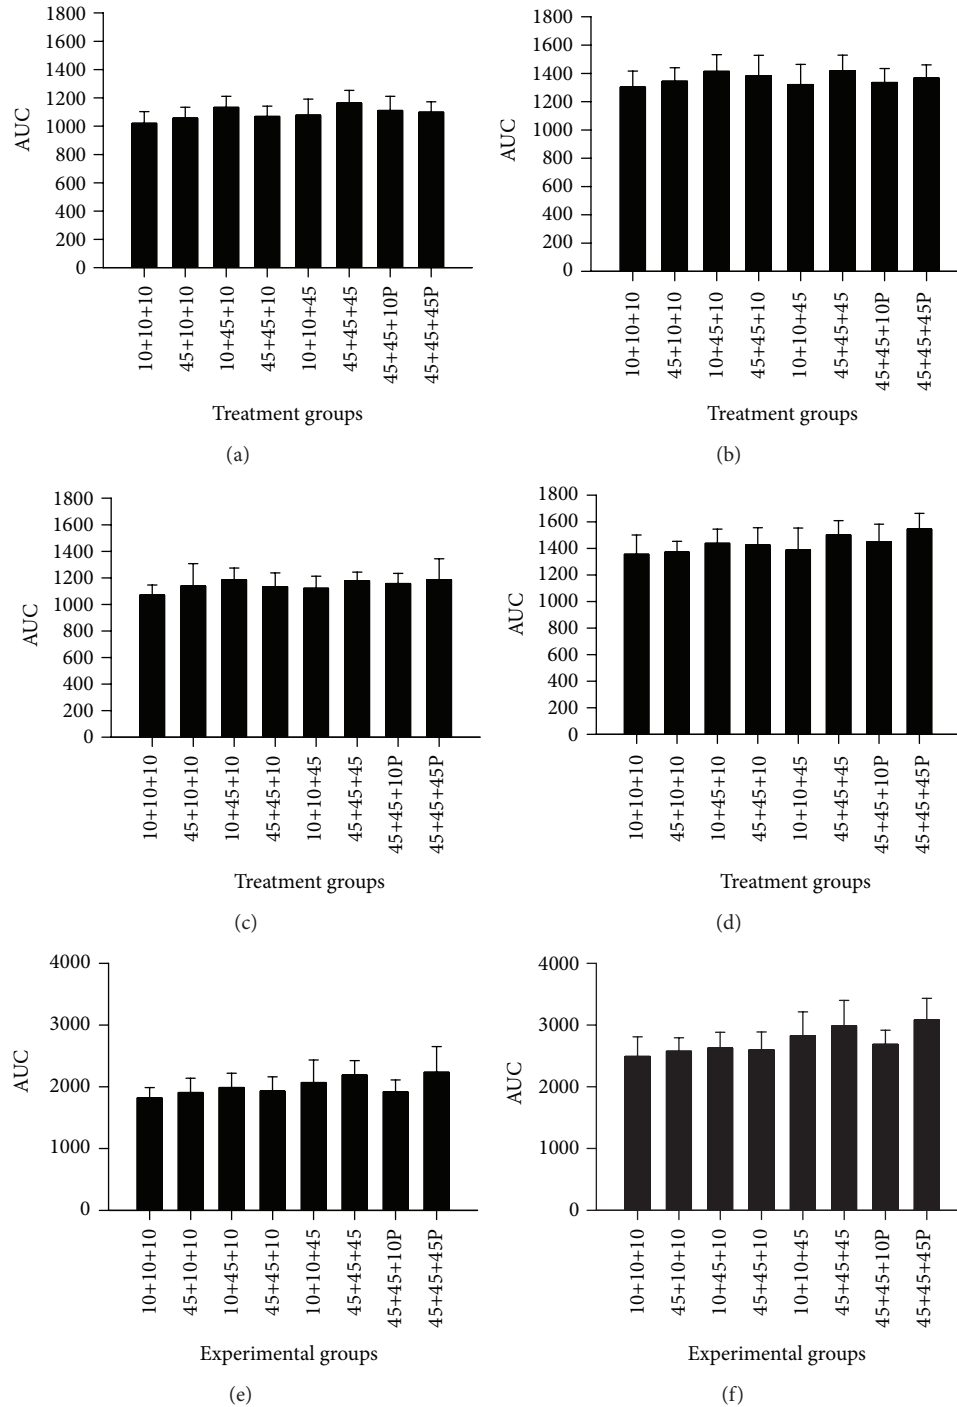 1800
1600
1400
1200
1000
800
600
400
200
0
AUC
10+10+10
45+10+10
10+45+10
45+45+10
10+10+45
45+45+45
45+45+10P
45+45+45P
Treatment groups
(a)
1800
1600
1400
1200
1000
800
600
400
200
0
AUC
10+10+10
45+10+10
10+45+10
45+45+10
10+10+45
45+45+45
45+45+10P
45+45+45P
Treatment groups
(b)
1800
1600
1400
1200
1000
800
600
400
200
0
AUC
10+10+10
45+10+10
10+45+10
45+45+10
10+10+45
45+45+45
45+45+10P
45+45+45P
Treatment groups
(c)
1800
1600
1400
1200
1000
800
600
400
200
0
AUC
10+10+10
45+10+10
10+45+10
45+45+10
10+10+45
45+45+45
45+45+10P
45+45+45P
Treatment groups
(d)
4000
3000
2000
1000
0
AUC
10+10+10
45+10+10
10+45+10
45+45+10
10+10+45
45+45+45
45+45+10P
45+45+45P
Experimental groups
(e)
4000
3000
2000
1000
0
AUC
10+10+10
45+10+10
10+45+10
45+45+10
10+10+45
45+45+45
45+45+10P
45+45+45P
Experimental groups
(f)